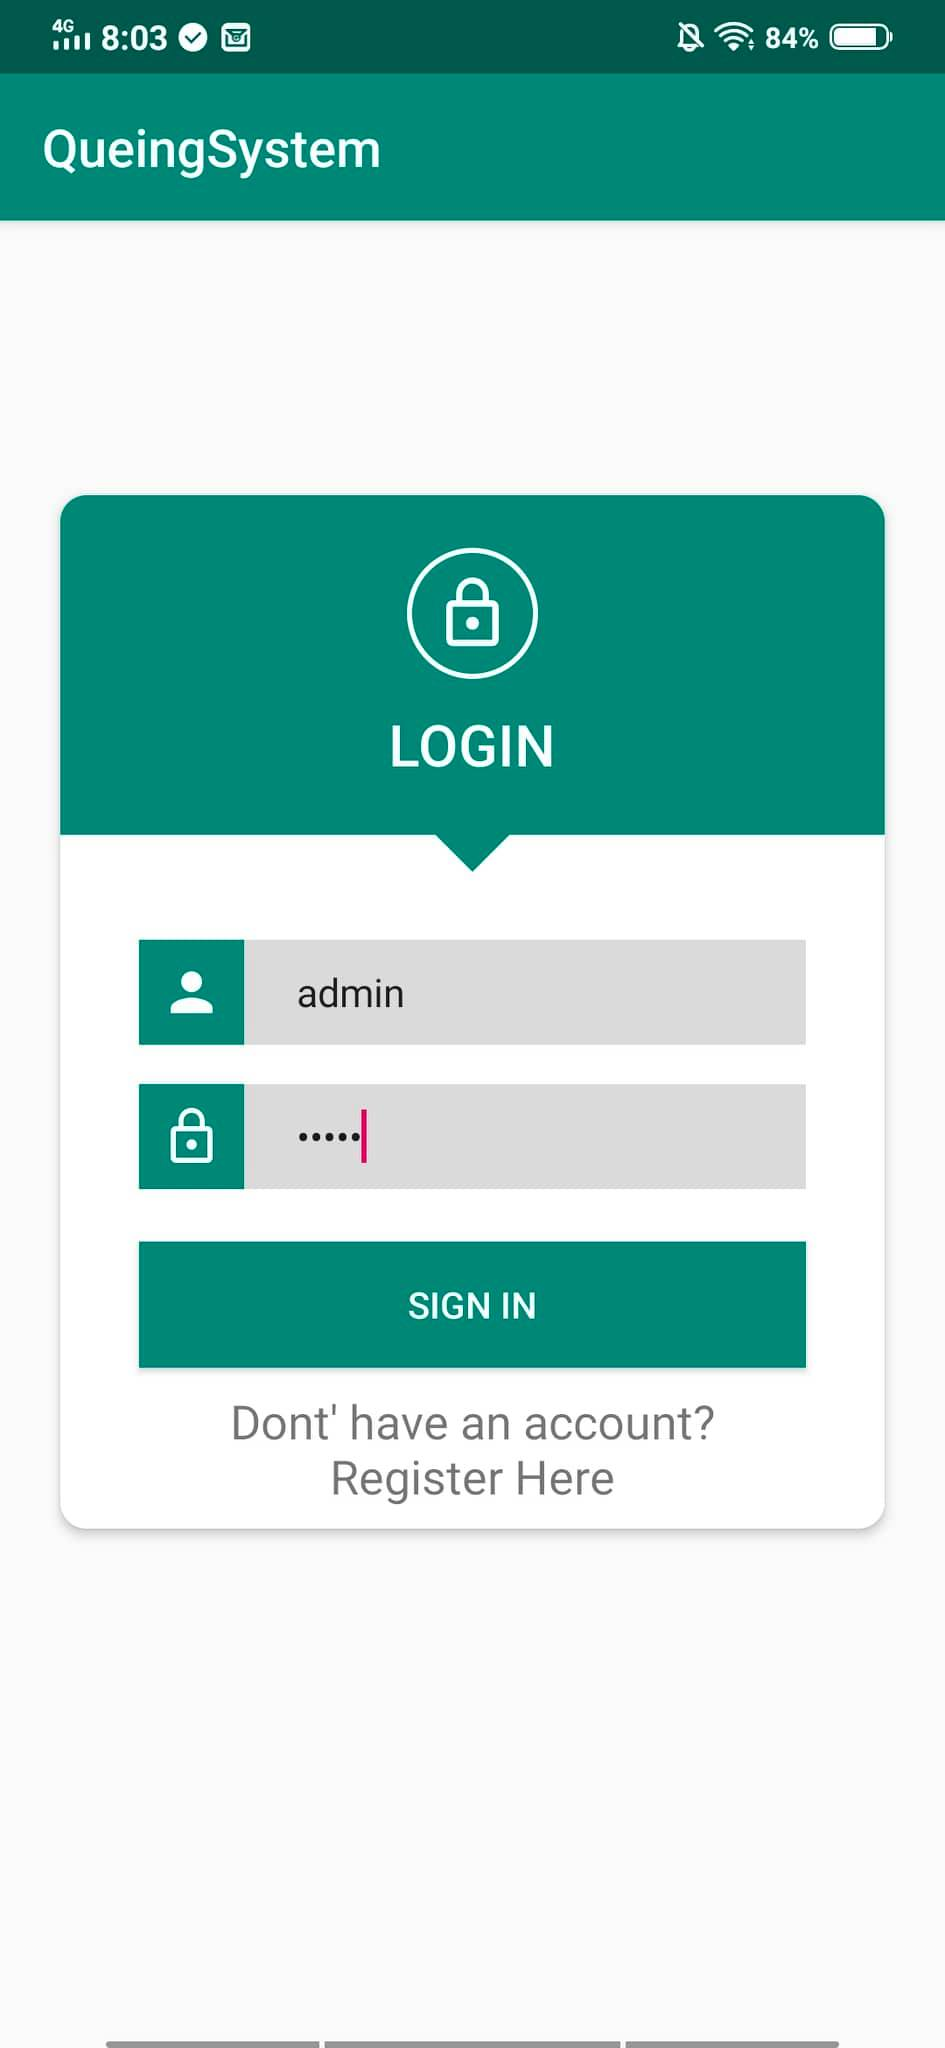 4G 8:03 84%
QueingSystem
LOGIN
admin
•••••
SIGN IN
Dont' have an account?
Register Here